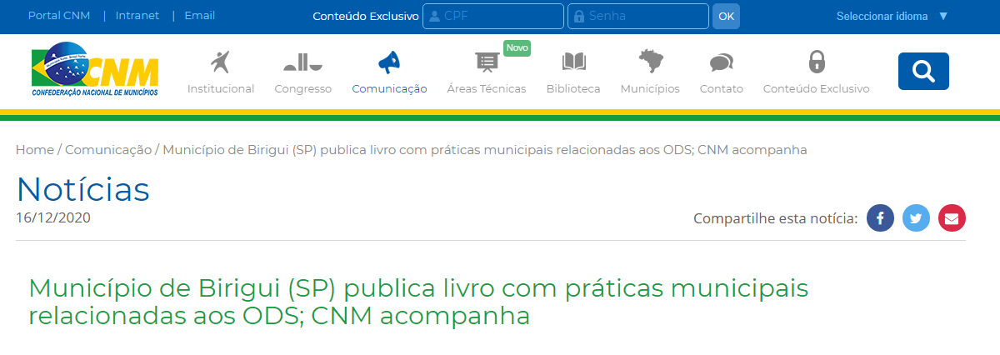 Portal CNM | Intranet | Email Conteúdo Exclusivo CPF Senha OK Seleccionar idioma ▼
CNM
CONFEDERAÇÃO NACIONAL DE MUNICÍPIOS
Novo
Institucional Congresso Comunicação Áreas Técnicas Biblioteca Municípios Contato Conteúdo Exclusivo
Home / Comunicação / Município de Birigui (SP) publica livro com práticas municipais relacionadas aos ODS; CNM acompanha
Notícias
16/12/2020
Compartilhe esta notícia:
Município de Birigui (SP) publica livro com práticas municipais
relacionadas aos ODS; CNM acompanha